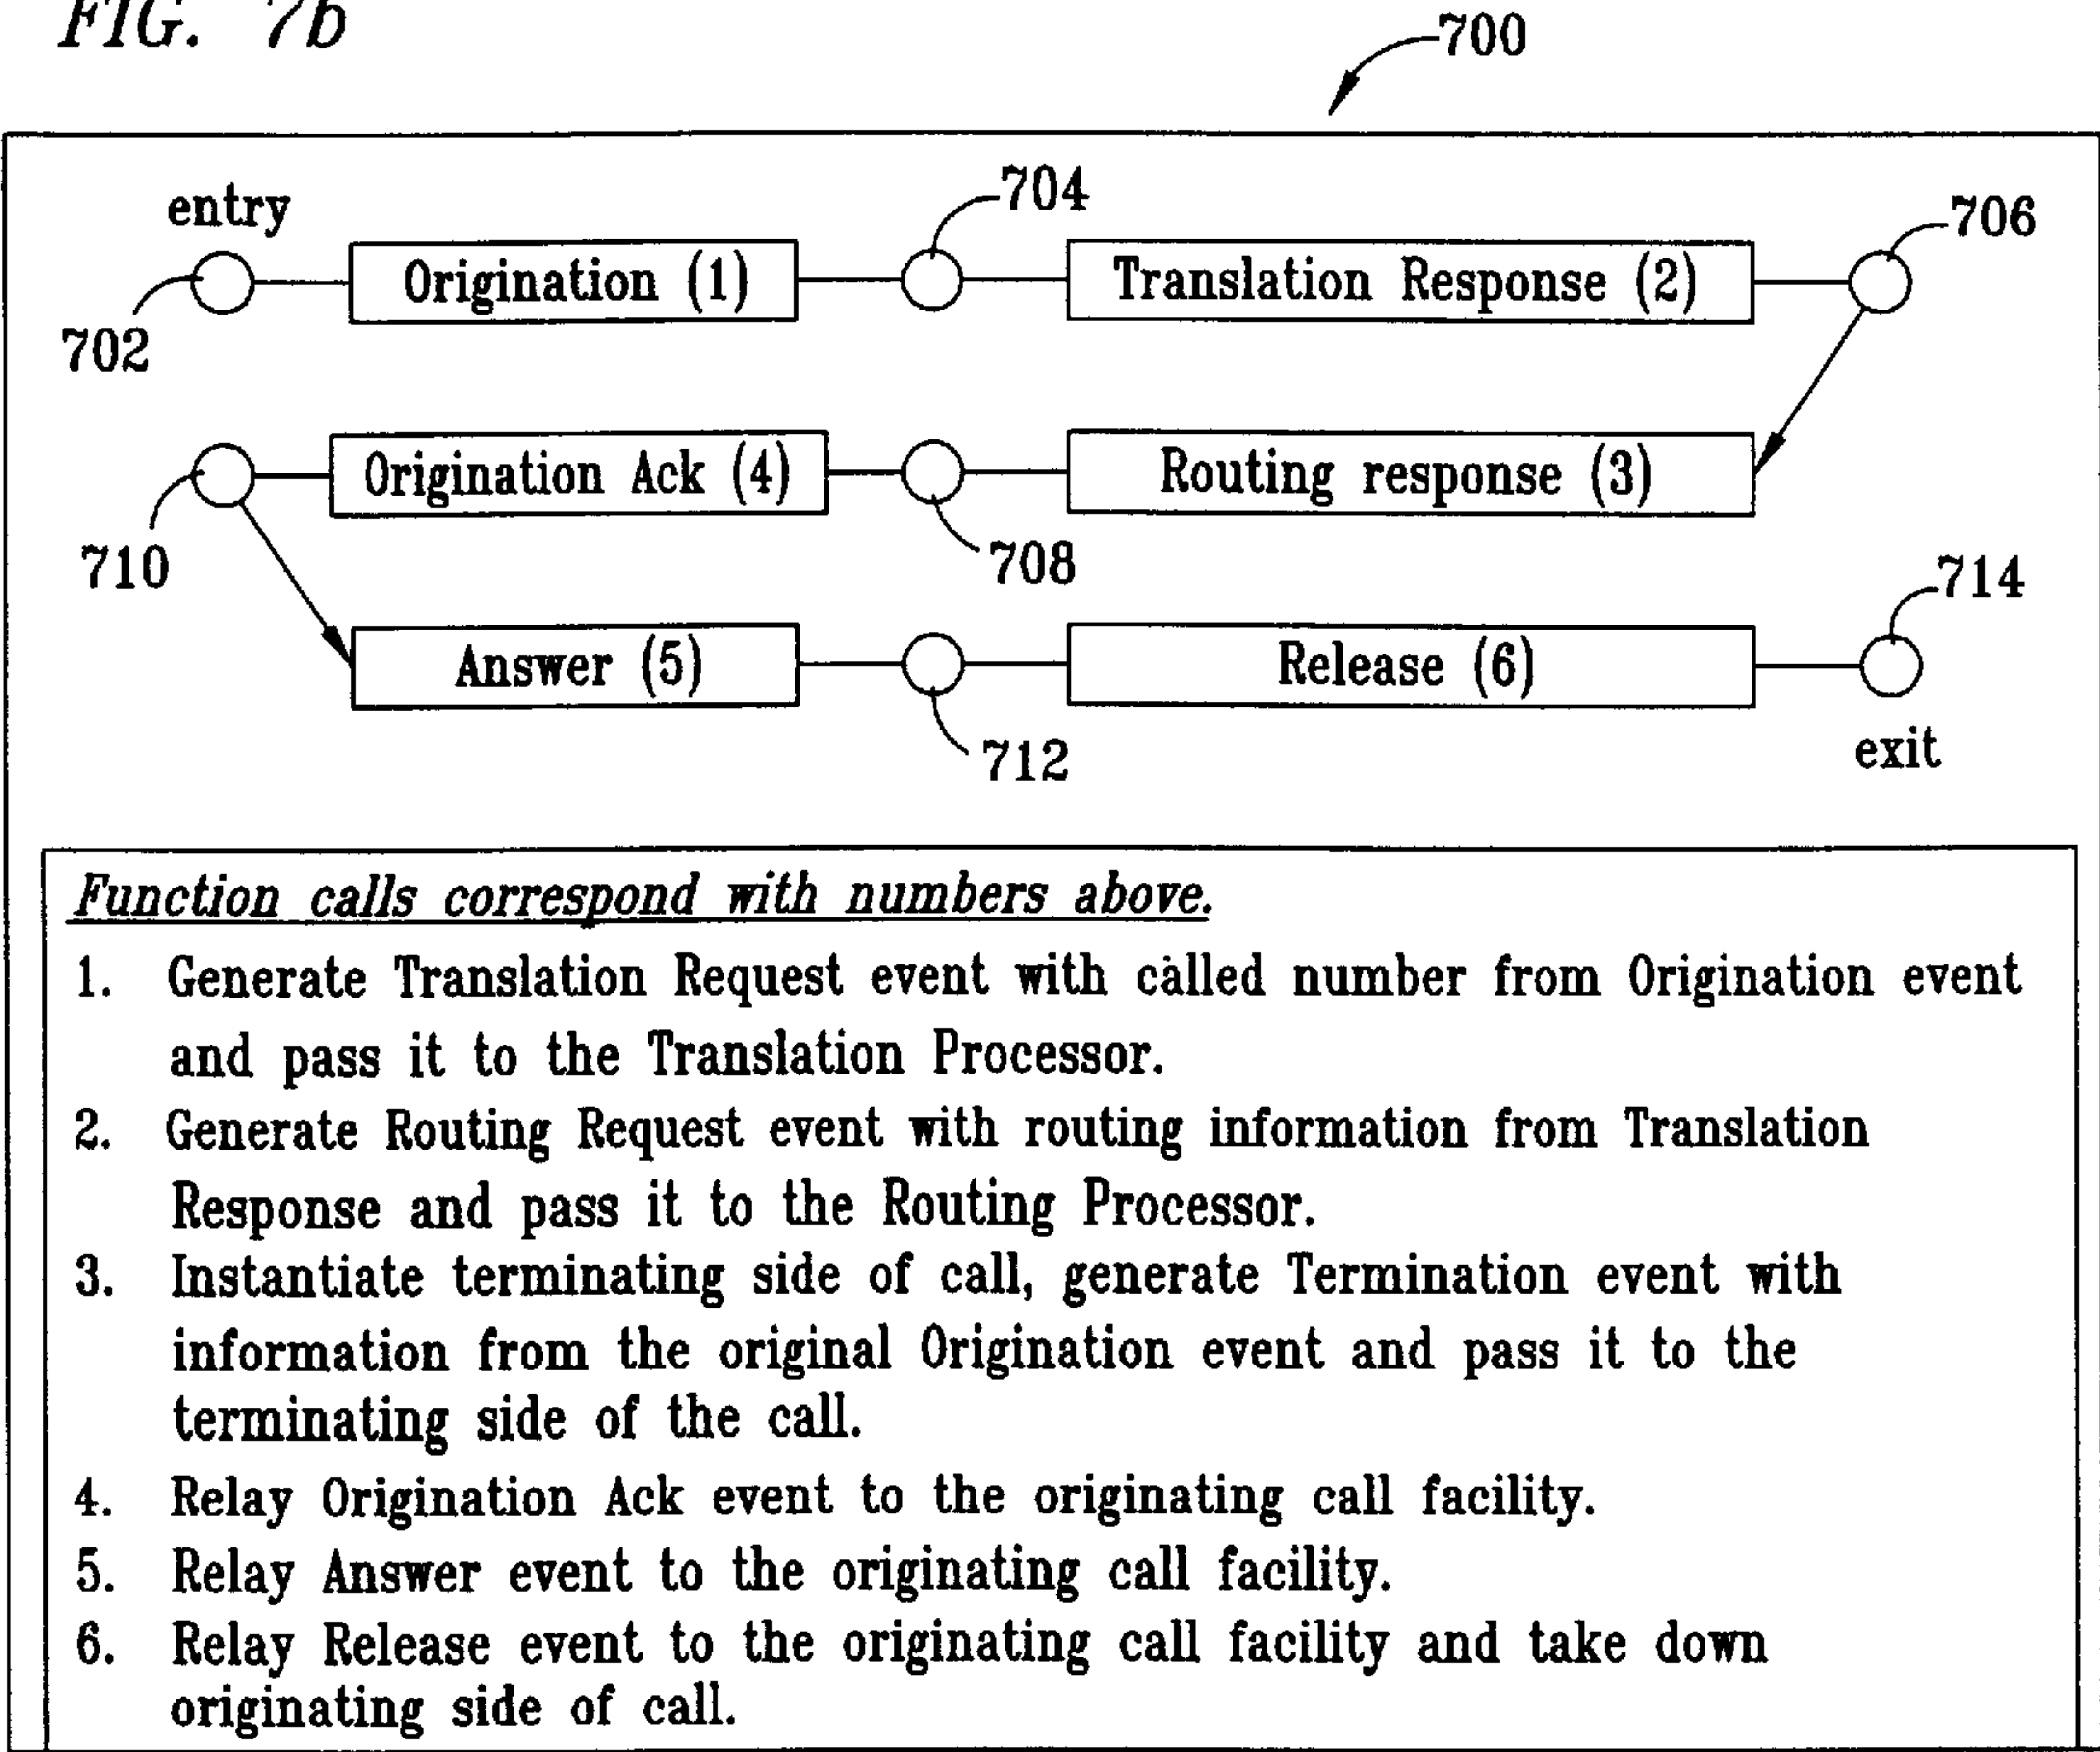 FIG. 7b
700
entry
704
706
Origination (1)
Translation Response (2)
702
Origination Ack (4)
Routing response (3)
710
708
714
Answer (5)
Release (6)
712
exit
Function calls correspond with numbers above.
1. Generate Translation Request event with called number from Origination event
and pass it to the Translation Processor.
2. Generate Routing Request event with routing information from Translation
Response and pass it to the Routing Processor.
3. Instantiate terminating side of call, generate Termination event with
information from the original Origination event and pass it to the
terminating side of the call.
4. Relay Origination Ack event to the originating call facility.
5. Relay Answer event to the originating call facility.
6. Relay Release event to the originating call facility and take down
originating side of call.